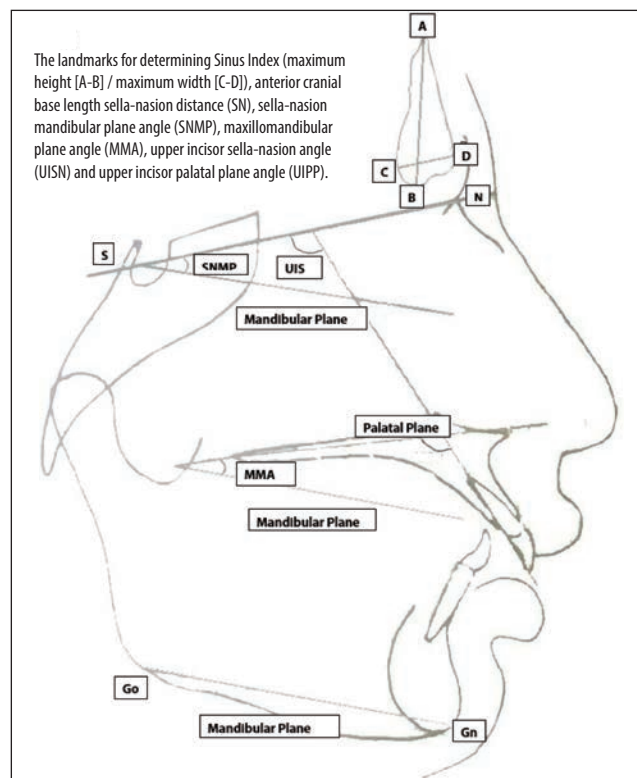 The landmarks for determining Sinus Index (maximum
height [A-B] / maximum width [C-D]), anterior cranial
base length sella-nasion distance (SN), sella-nasion
mandibular plane angle (SNMP), maxillomandibular
plane angle (MMA), upper incisor sella-nasion angle
(UISN) and upper incisor palatal plane angle (UIPP).
A
D
C
B
N
S
SNMP
UIS
Mandibular Plane
Palatal Plane
MMA
Mandibular Plane
Go
Mandibular Plane
Gn